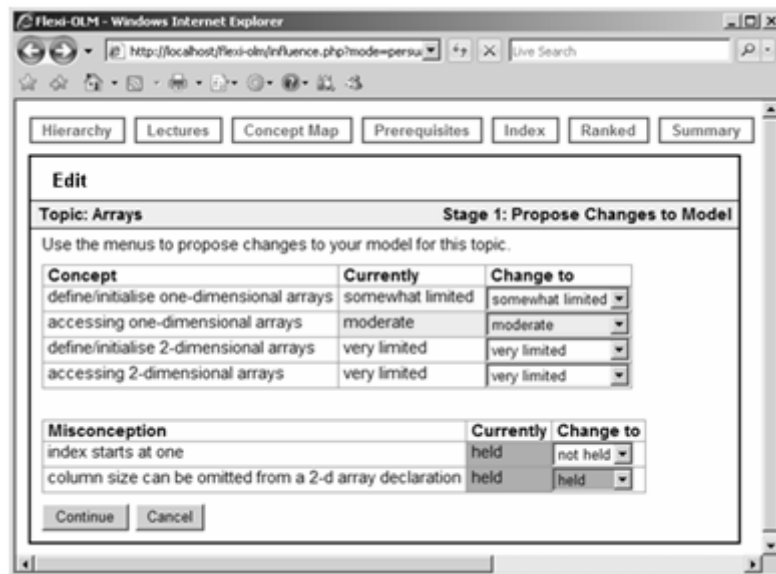 Flexi-OLM - Windows Internet Explorer
http://localhost/flexi-olm/influence.php?mode=persua
Live Search
Hierarchy Lectures Concept Map Prerequisites Index Ranked Summary
Edit
Topic: Arrays Stage 1: Propose Changes to Model
Use the menus to propose changes to your model for this topic.
Concept Currently Change to
define/initialise one-dimensional arrays somewhat limited somewhat limited
accessing one-dimensional arrays moderate moderate
define/initialise 2-dimensional arrays very limited very limited
accessing 2-dimensional arrays very limited very limited
Misconception Currently Change to
index starts at one held not held
column size can be omitted from a 2-d array declaration held held
Continue Cancel